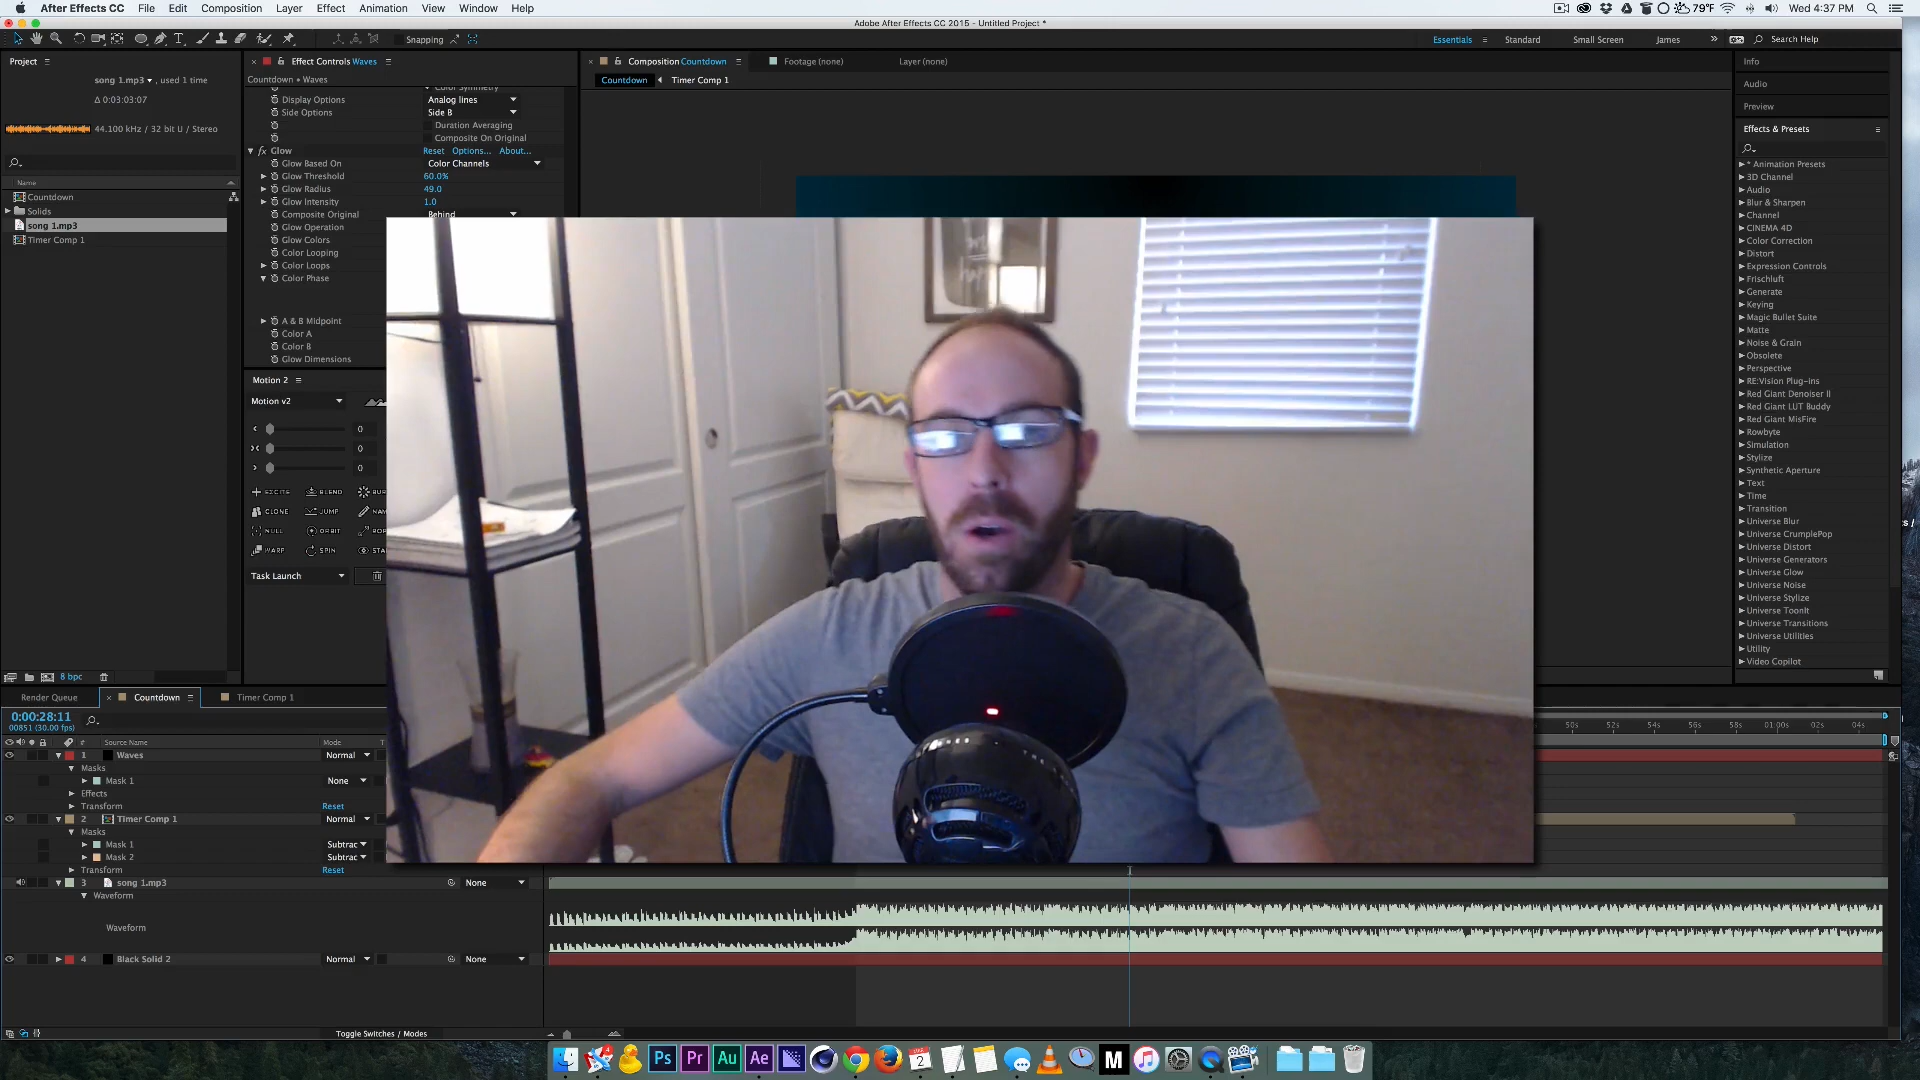 After Effects CC File Edit Composition Layer Effect Animation View Window Help
79°F Wed 4:37 PM
Adobe After Effects CC 2015 - Untitled Project *
Snapping
Essentials Standard Small Screen James Search Help
Project
song 1.mp3 , used 1 time
Δ 0:03:03:07
44.100 kHz / 32 bit U / Stereo
Name
Countdown
Solids
song 1.mp3
Timer Comp 1
8 bpc
Effect Controls Waves
Countdown • Waves
Color Symmetry
Display Options Analog lines
Side Options Side B
Duration Averaging
Composite On Original
fx Glow Reset Options... About...
Glow Based On Color Channels
Glow Threshold 60.0%
Glow Radius 49.0
Glow Intensity 1.0
Composite Original Behind
Glow Operation
Glow Colors
Color Looping
Color Loops
Color Phase
A & B Midpoint
Color A
Color B
Glow Dimensions
Motion 2
Motion v2
0
0
0
EXCITE BLEND
CLONE JUMP
NULL ORBIT
WARP SPIN
Task Launch
Composition Countdown Footage (none) Layer (none)
Countdown Timer Comp 1
Info
Audio
Preview
Effects & Presets
* Animation Presets
3D Channel
Audio
Blur & Sharpen
Channel
CINEMA 4D
Color Correction
Distort
Expression Controls
Frischluft
Generate
Keying
Magic Bullet Suite
Matte
Noise & Grain
Obsolete
Perspective
RE:Vision Plug-ins
Red Giant Denoiser II
Red Giant LUT Buddy
Red Giant MisFire
Rowbyte
Simulation
Stylize
Synthetic Aperture
Text
Time
Transition
Universe Blur
Universe CrumplePop
Universe Distort
Universe Generators
Universe Glow
Universe Noise
Universe Stylize
Universe ToonIt
Universe Transitions
Universe Utilities
Utility
Video Copilot
Render Queue Countdown Timer Comp 1
0:00:28:11
00851 (30.00 fps)
50s 52s 54s 56s 58s 01:00s 02s 04s
# Source Name Mode T
1 Waves Normal
Masks
Mask 1 None
Effects
Transform Reset
2 Timer Comp 1 Normal
Masks
Mask 1 Subtrac
Mask 2 Subtrac
Transform Reset
3 song 1.mp3 None
Waveform
Waveform
4 Black Solid 2 Normal None
Toggle Switches / Modes
Ps Pr Au Ae 2 M